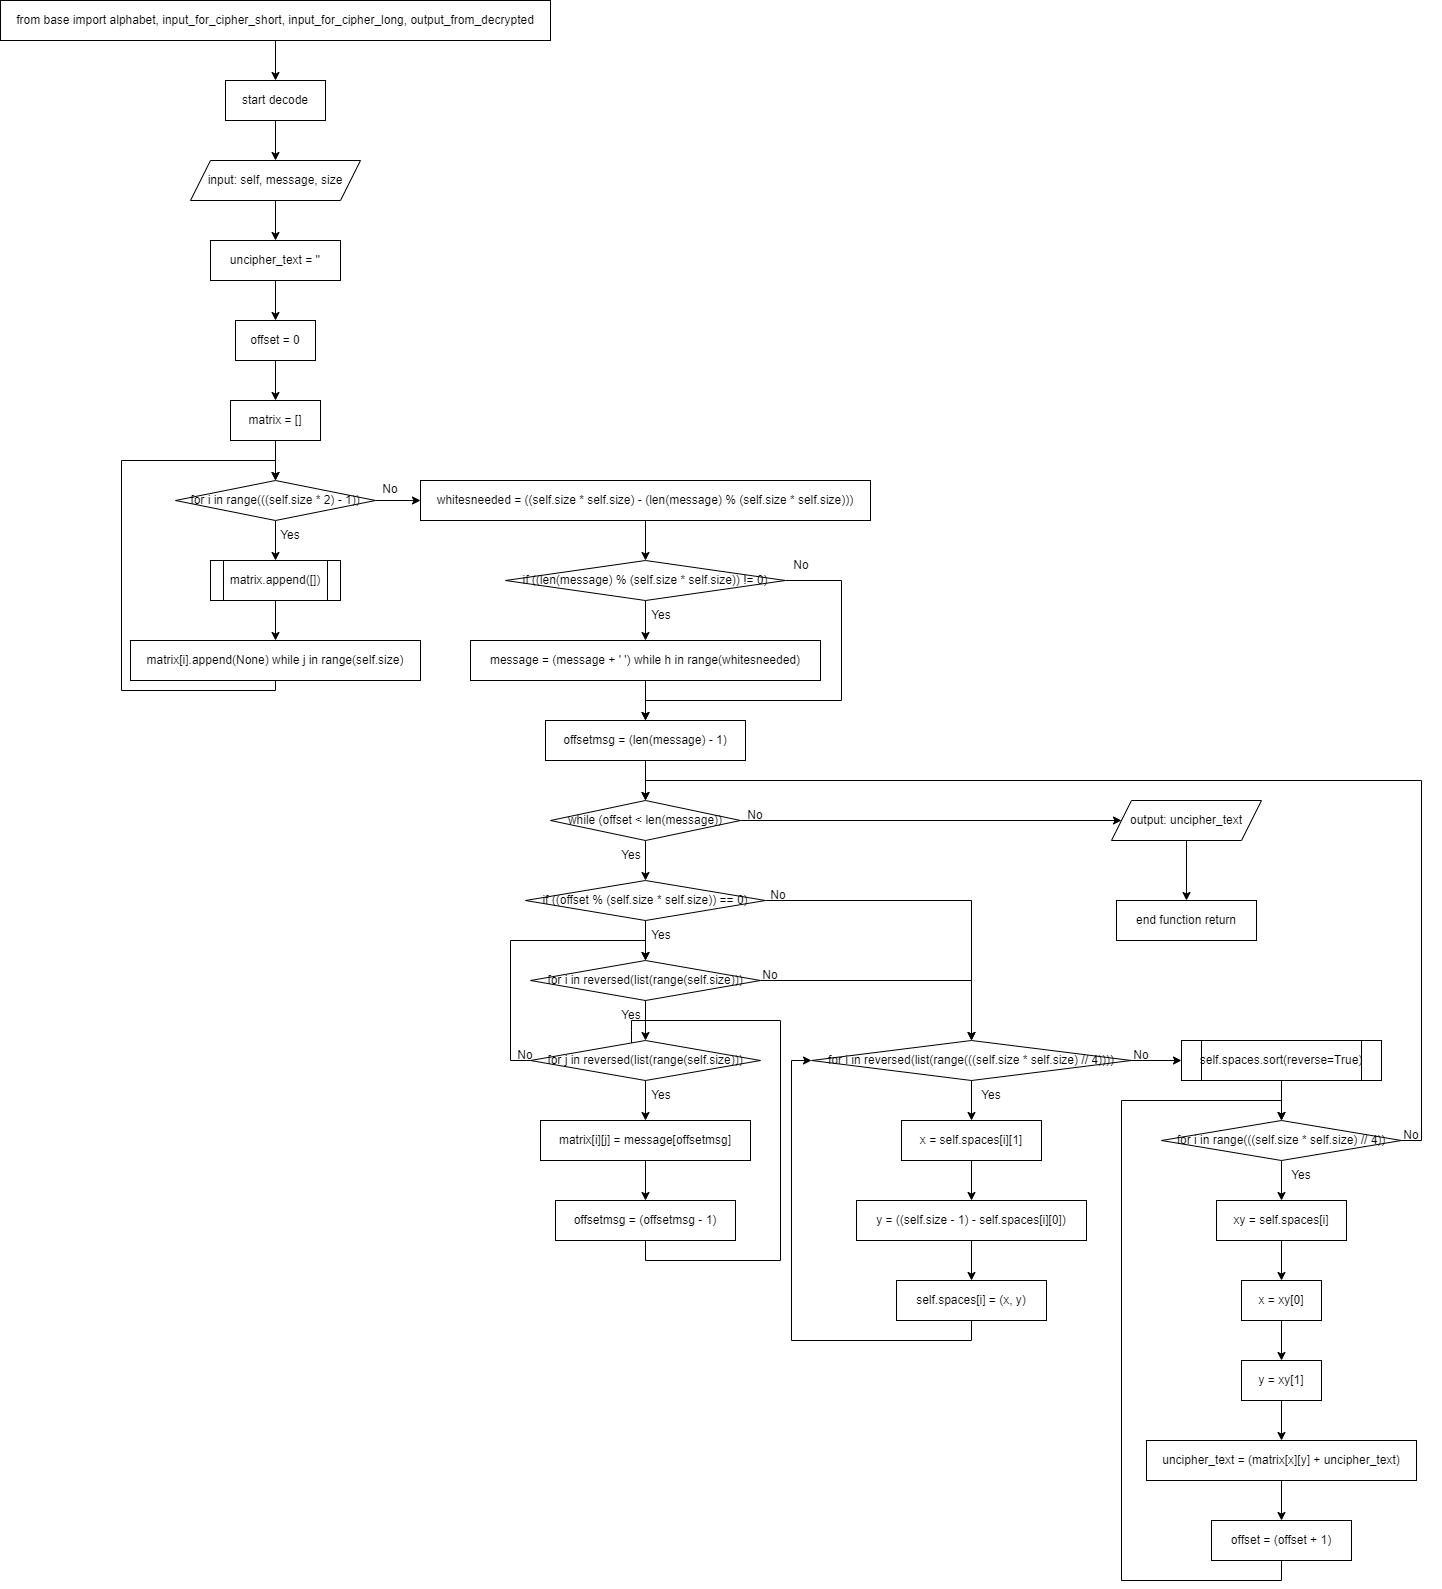 from base import alphabet, input_for_cipher_short, input_for_cipher_long, output_from_decrypted
start decode
input: self, message, size
uncipher_text = ''
offset = 0
matrix = []
for i in range(((self.size * 2) - 1))
No
Yes
matrix.append([])
matrix[i].append(None) while j in range(self.size)
whitesneeded = ((self.size * self.size) - (len(message) % (self.size * self.size)))
if ((len(message) % (self.size * self.size)) != 0)
No
Yes
message = (message + ' ') while h in range(whitesneeded)
offsetmsg = (len(message) - 1)
while (offset < len(message))
No
Yes
output: uncipher_text
end function return
if ((offset % (self.size * self.size)) == 0)
No
Yes
for i in reversed(list(range(self.size)))
No
Yes
for j in reversed(list(range(self.size)))
No
Yes
matrix[i][j] = message[offsetmsg]
offsetmsg = (offsetmsg - 1)
for i in reversed(list(range(((self.size * self.size) // 4))))
No
Yes
x = self.spaces[i][1]
y = ((self.size - 1) - self.spaces[i][0])
self.spaces[i] = (x, y)
self.spaces.sort(reverse=True)
for i in range(((self.size * self.size) // 4))
No
Yes
xy = self.spaces[i]
x = xy[0]
y = xy[1]
uncipher_text = (matrix[x][y] + uncipher_text)
offset = (offset + 1)